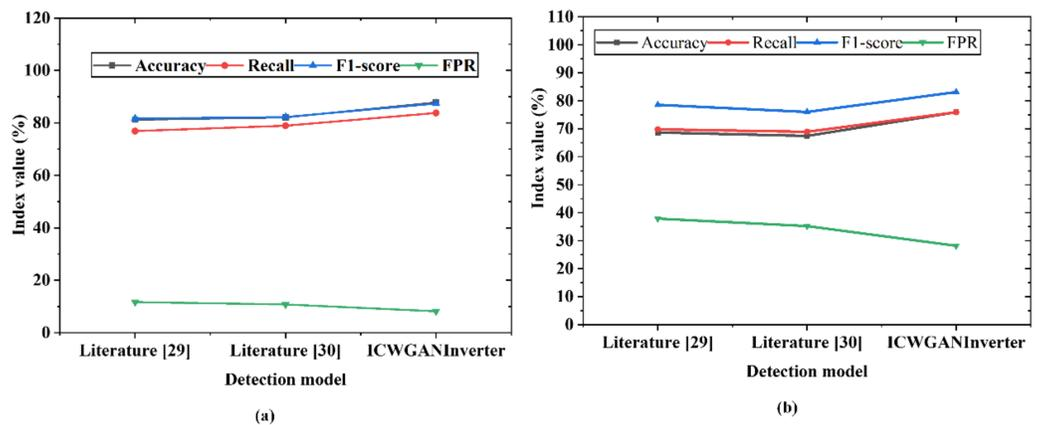 120
100
80
60
40
20
0
Index value (%)
Accuracy Recall F1-score FPR
Literature [29] Literature [30] ICWGANInverter
Detection model
(a)
110
100
90
80
70
60
50
40
30
20
10
0
Index value (%)
Accuracy Recall F1-score FPR
Literature [29] Literature [30] ICWGANInverter
Detection model
(b)